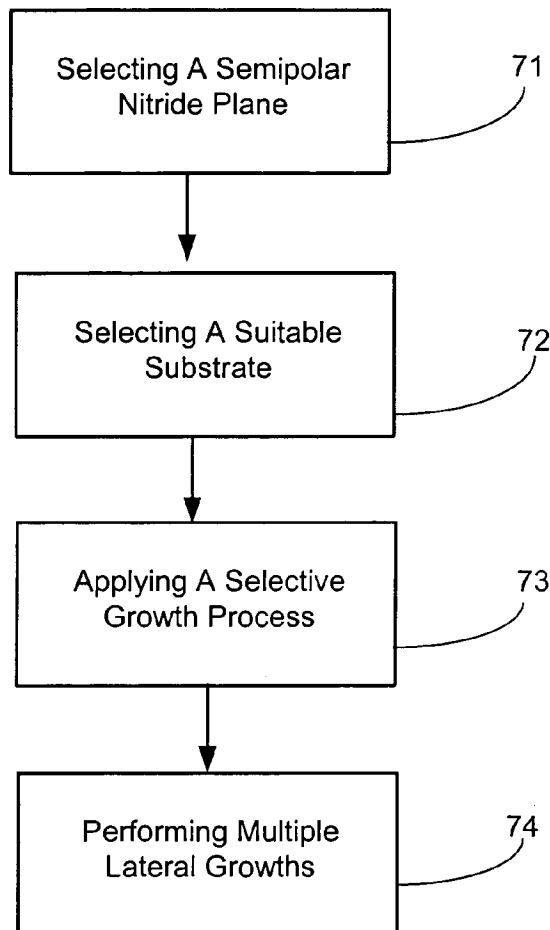 Selecting A Semipolar
Nitride Plane
71
Selecting A Suitable
Substrate
72
Applying A Selective
Growth Process
73
Performing Multiple
Lateral Growths
74